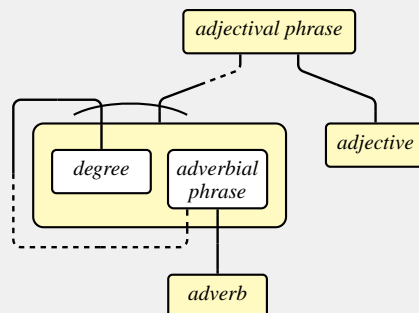 adjectival phrase
adjective
degree
adverbial
phrase
adverb